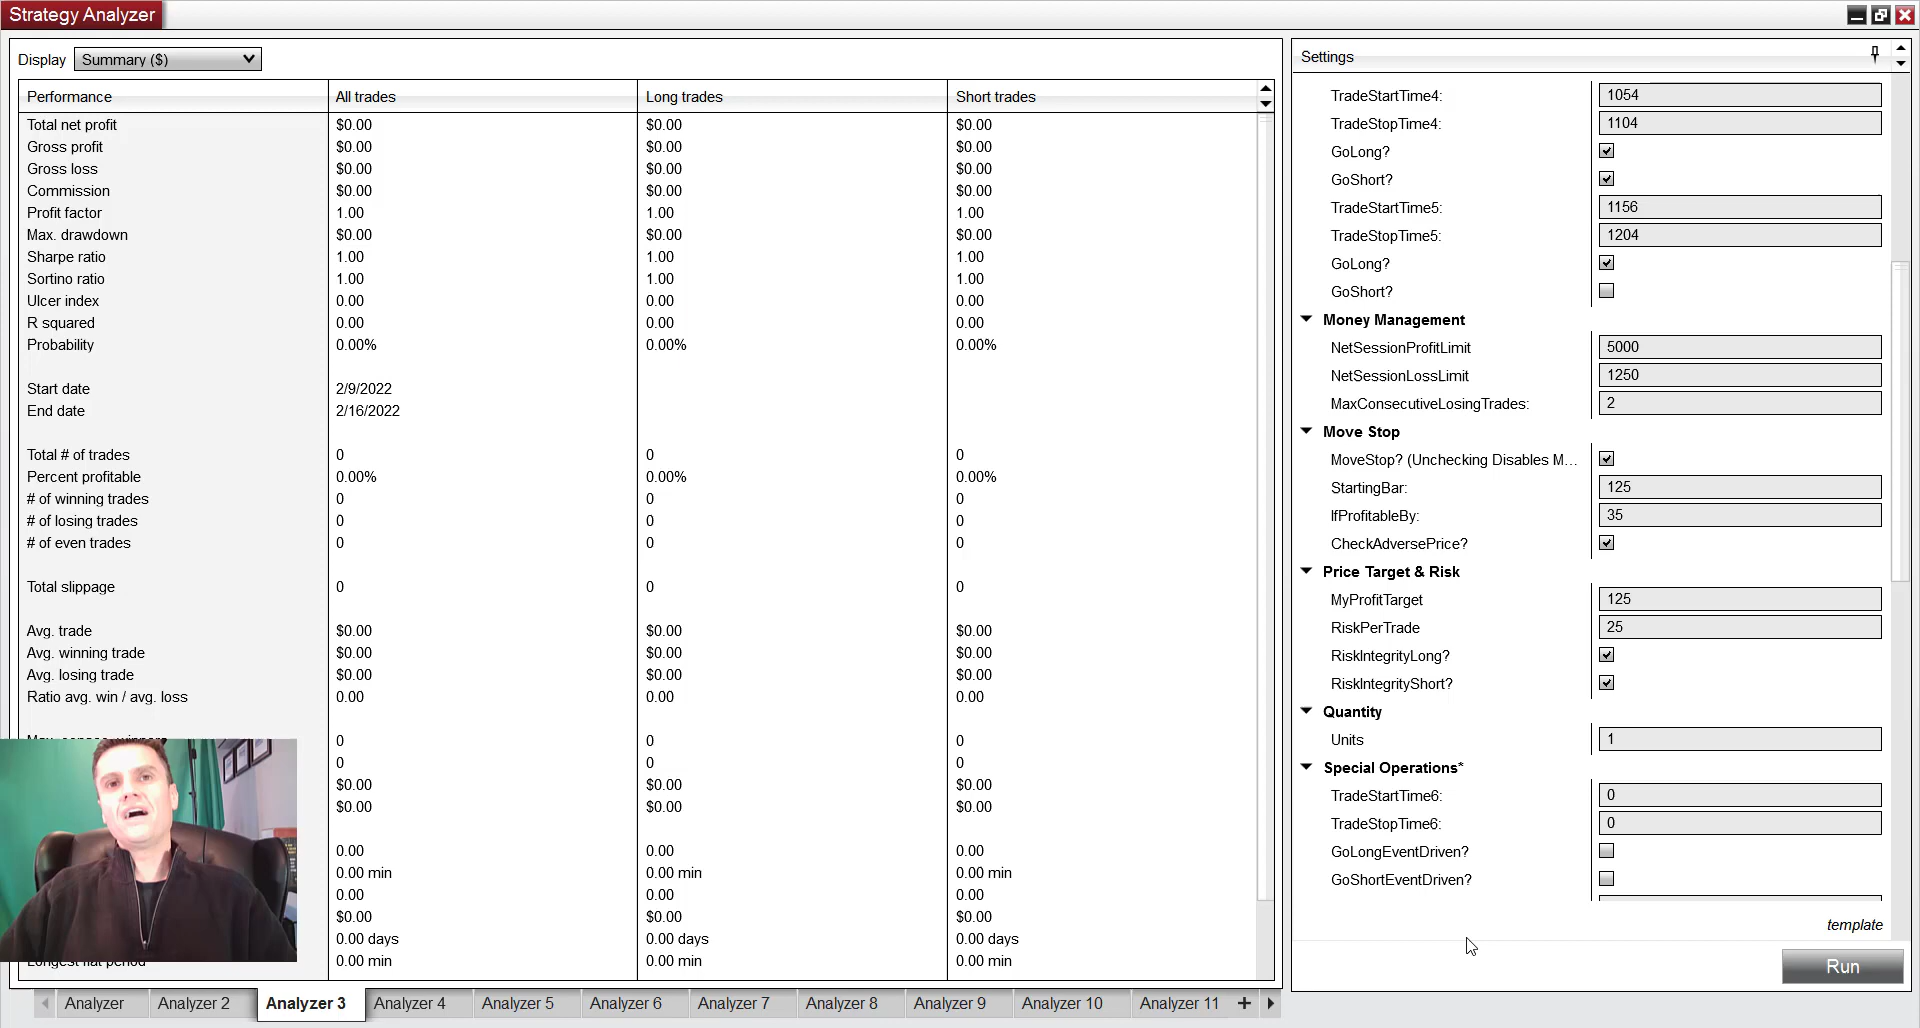 Strategy Analyzer
Display Summary ($)
Performance All trades Long trades Short trades
Total net profit $0.00 $0.00 $0.00
Gross profit $0.00 $0.00 $0.00
Gross loss $0.00 $0.00 $0.00
Commission $0.00 $0.00 $0.00
Profit factor 1.00 1.00 1.00
Max. drawdown $0.00 $0.00 $0.00
Sharpe ratio 1.00 1.00 1.00
Sortino ratio 1.00 1.00 1.00
Ulcer index 0.00 0.00 0.00
R squared 0.00 0.00 0.00
Probability 0.00% 0.00% 0.00%
Start date 2/9/2022
End date 2/16/2022
Total # of trades 0 0 0
Percent profitable 0.00% 0.00% 0.00%
# of winning trades 0 0 0
# of losing trades 0 0 0
# of even trades 0 0 0
Total slippage 0 0 0
Avg. trade $0.00 $0.00 $0.00
Avg. winning trade $0.00 $0.00 $0.00
Avg. losing trade $0.00 $0.00 $0.00
Ratio avg. win / avg. loss 0.00 0.00 0.00
0 0 0
0 0 0
$0.00 $0.00 $0.00
$0.00 $0.00 $0.00
0.00 0.00 0.00
0.00 min 0.00 min 0.00 min
0.00 0.00 0.00
$0.00 $0.00 $0.00
0.00 days 0.00 days 0.00 days
Longest flat period 0.00 min 0.00 min 0.00 min
Analyzer Analyzer 2 Analyzer 3 Analyzer 4 Analyzer 5 Analyzer 6 Analyzer 7 Analyzer 8 Analyzer 9 Analyzer 10 Analyzer 11 +
Settings
TradeStartTime4: 1054
TradeStopTime4: 1104
GoLong?
GoShort?
TradeStartTime5: 1156
TradeStopTime5: 1204
GoLong?
GoShort?
Money Management
NetSessionProfitLimit 5000
NetSessionLossLimit 1250
MaxConsecutiveLosingTrades: 2
Move Stop
MoveStop? (Unchecking Disables M...
StartingBar: 125
IfProfitableBy: 35
CheckAdversePrice?
Price Target & Risk
MyProfitTarget 125
RiskPerTrade 25
RiskIntegrityLong?
RiskIntegrityShort?
Quantity
Units 1
Special Operations*
TradeStartTime6: 0
TradeStopTime6: 0
GoLongEventDriven?
GoShortEventDriven?
template
Run